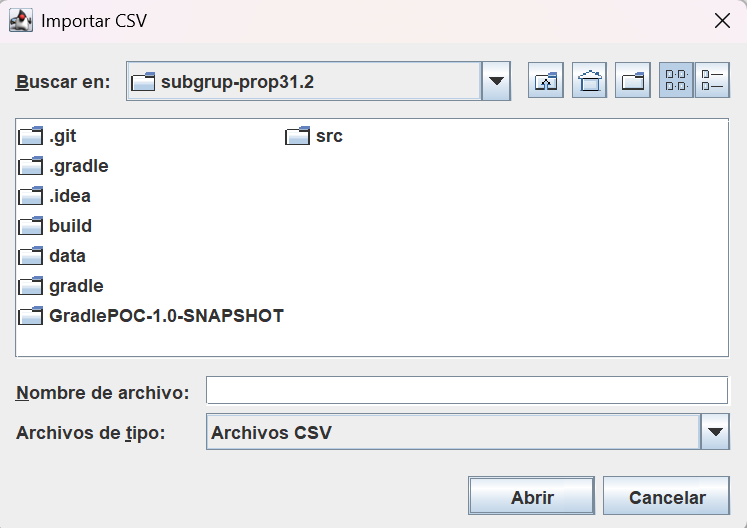 Importar CSV
Buscar en: subgrup-prop31.2
.git src
.gradle
.idea
build
data
gradle
GradlePOC-1.0-SNAPSHOT
Nombre de archivo:
Archivos de tipo: Archivos CSV
Abrir Cancelar